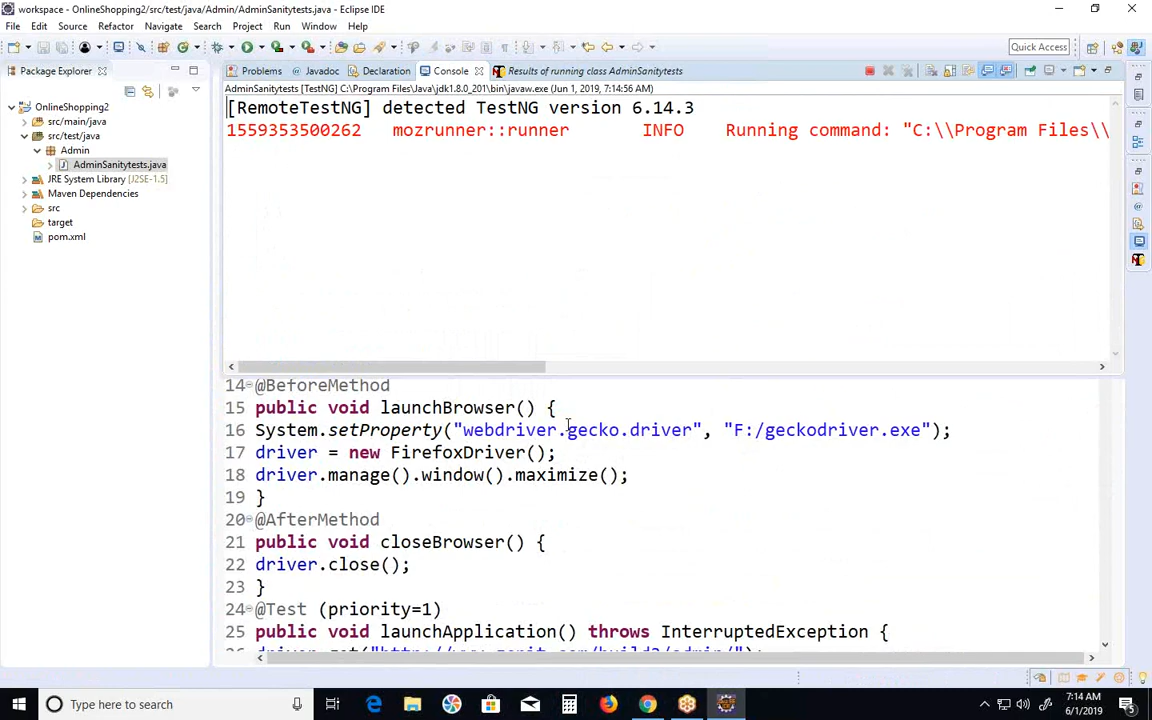 workspace - OnlineShopping2/src/test/java/Admin/AdminSanitytests.java - Eclipse IDE
File Edit Source Refactor Navigate Search Project Run Window Help
Quick Access
Package Explorer
Problems Javadoc Declaration Console Results of running class AdminSanitytests
AdminSanitytests [TestNG] C:\Program Files\Java\jdk1.8.0_201\bin\javaw.exe (Jun 1, 2019, 7:14:56 AM)
OnlineShopping2
src/main/java
src/test/java
Admin
AdminSanitytests.java
JRE System Library [J2SE-1.5]
Maven Dependencies
src
target
pom.xml
[RemoteTestNG] detected TestNG version 6.14.3
1559353500262 mozrunner::runner INFO Running command: "C:\\Program Files\\
14 @BeforeMethod
15 public void launchBrowser() {
16 System.setProperty("webdriver.gecko.driver", "F:/geckodriver.exe");
17 driver = new FirefoxDriver();
18 driver.manage().window().maximize();
19 }
20 @AfterMethod
21 public void closeBrowser() {
22 driver.close();
23 }
24 @Test (priority=1)
25 public void launchApplication() throws InterruptedException {
Type here to search
7:14 AM
6/1/2019
5